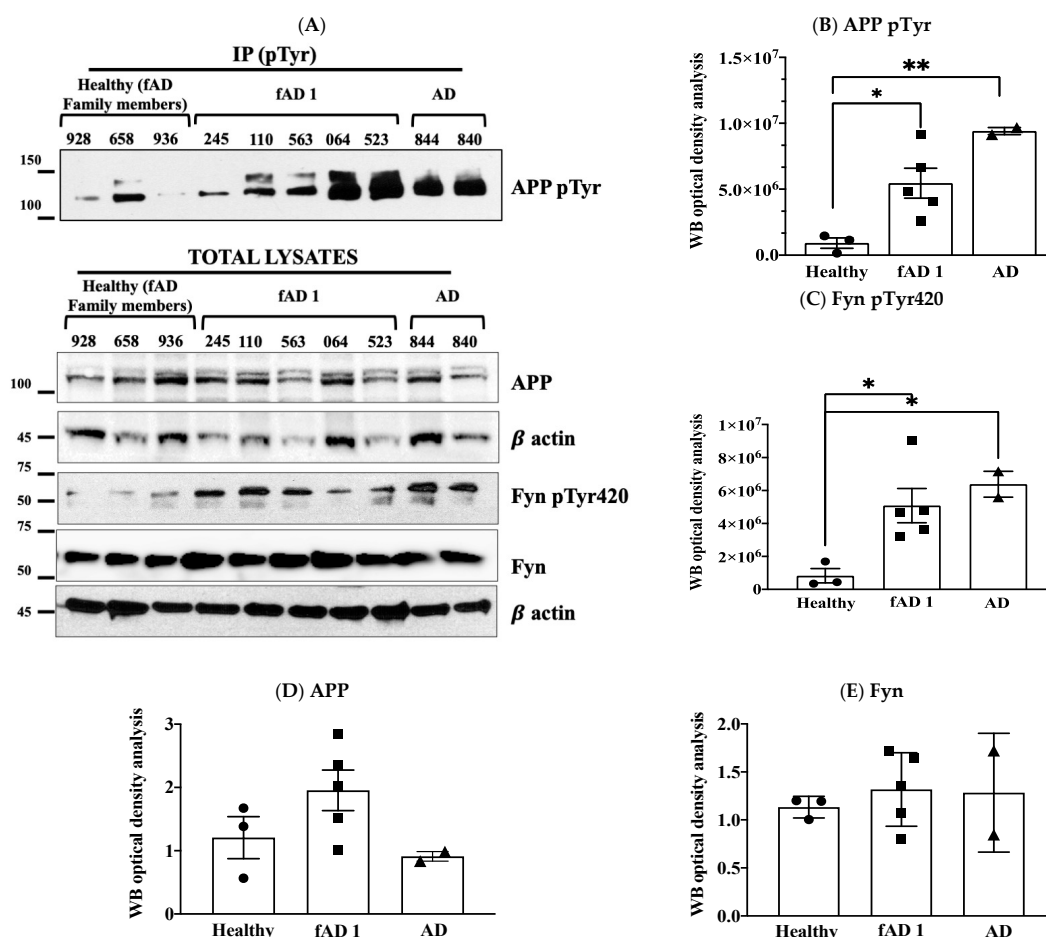 (A)
IP (pTyr)
Healthy (fAD
Family members)
fAD 1
AD
928 658 936 245 110 563 064 523 844 840
150
100
APP pTyr
TOTAL LYSATES
Healthy (fAD
Family members)
fAD 1
AD
928 658 936 245 110 563 064 523 844 840
100
APP
45
β actin
75
50
Fyn pTyr420
75
50
Fyn
45
β actin
(B) APP pTyr
WB optical density analysis
1.5×10⁷
1.0×10⁷
5.0×10⁶
0.0
**
*
Healthy fAD 1 AD
(C) Fyn pTyr420
WB optical density analysis
1×10⁷
8×10⁶
6×10⁶
4×10⁶
2×10⁶
0
*
*
Healthy fAD 1 AD
(D) APP
WB optical density analysis
3
2
1
0
Healthy fAD 1 AD
(E) Fyn
WB optical density analysis
2.0
1.5
1.0
0.5
0.0
Healthy fAD 1 AD